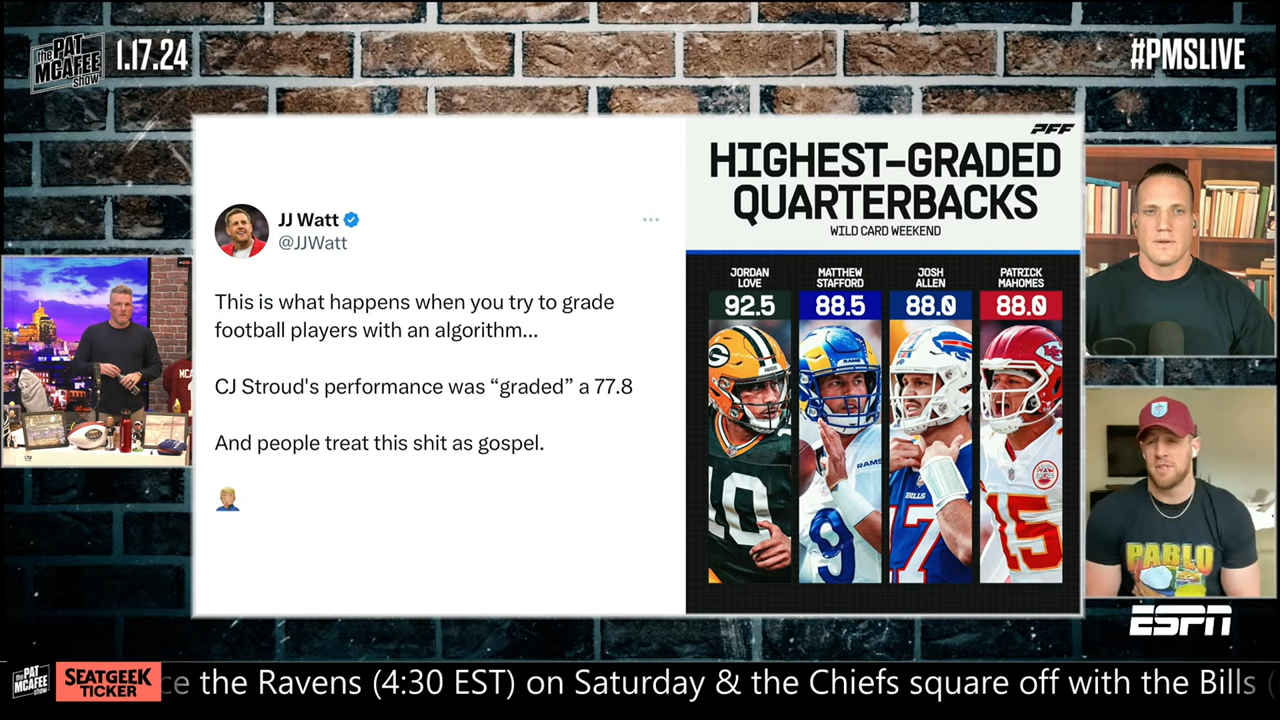 the PAT MCAFEE show
1.17.24
#PMSLIVE
JJ Watt
@JJWatt
This is what happens when you try to grade
football players with an algorithm...
CJ Stroud's performance was “graded” a 77.8
And people treat this shit as gospel.
PFF
HIGHEST-GRADED
QUARTERBACKS
WILD CARD WEEKEND
JORDAN LOVE
92.5
MATTHEW STAFFORD
88.5
JOSH ALLEN
88.0
PATRICK MAHOMES
88.0
10
RAMS
9
BILLS
17
15
PABLO
ESPN
the PAT MCAFEE show
SEATGEEK
TICKER
ce the Ravens (4:30 EST) on Saturday & the Chiefs square off with the Bills (